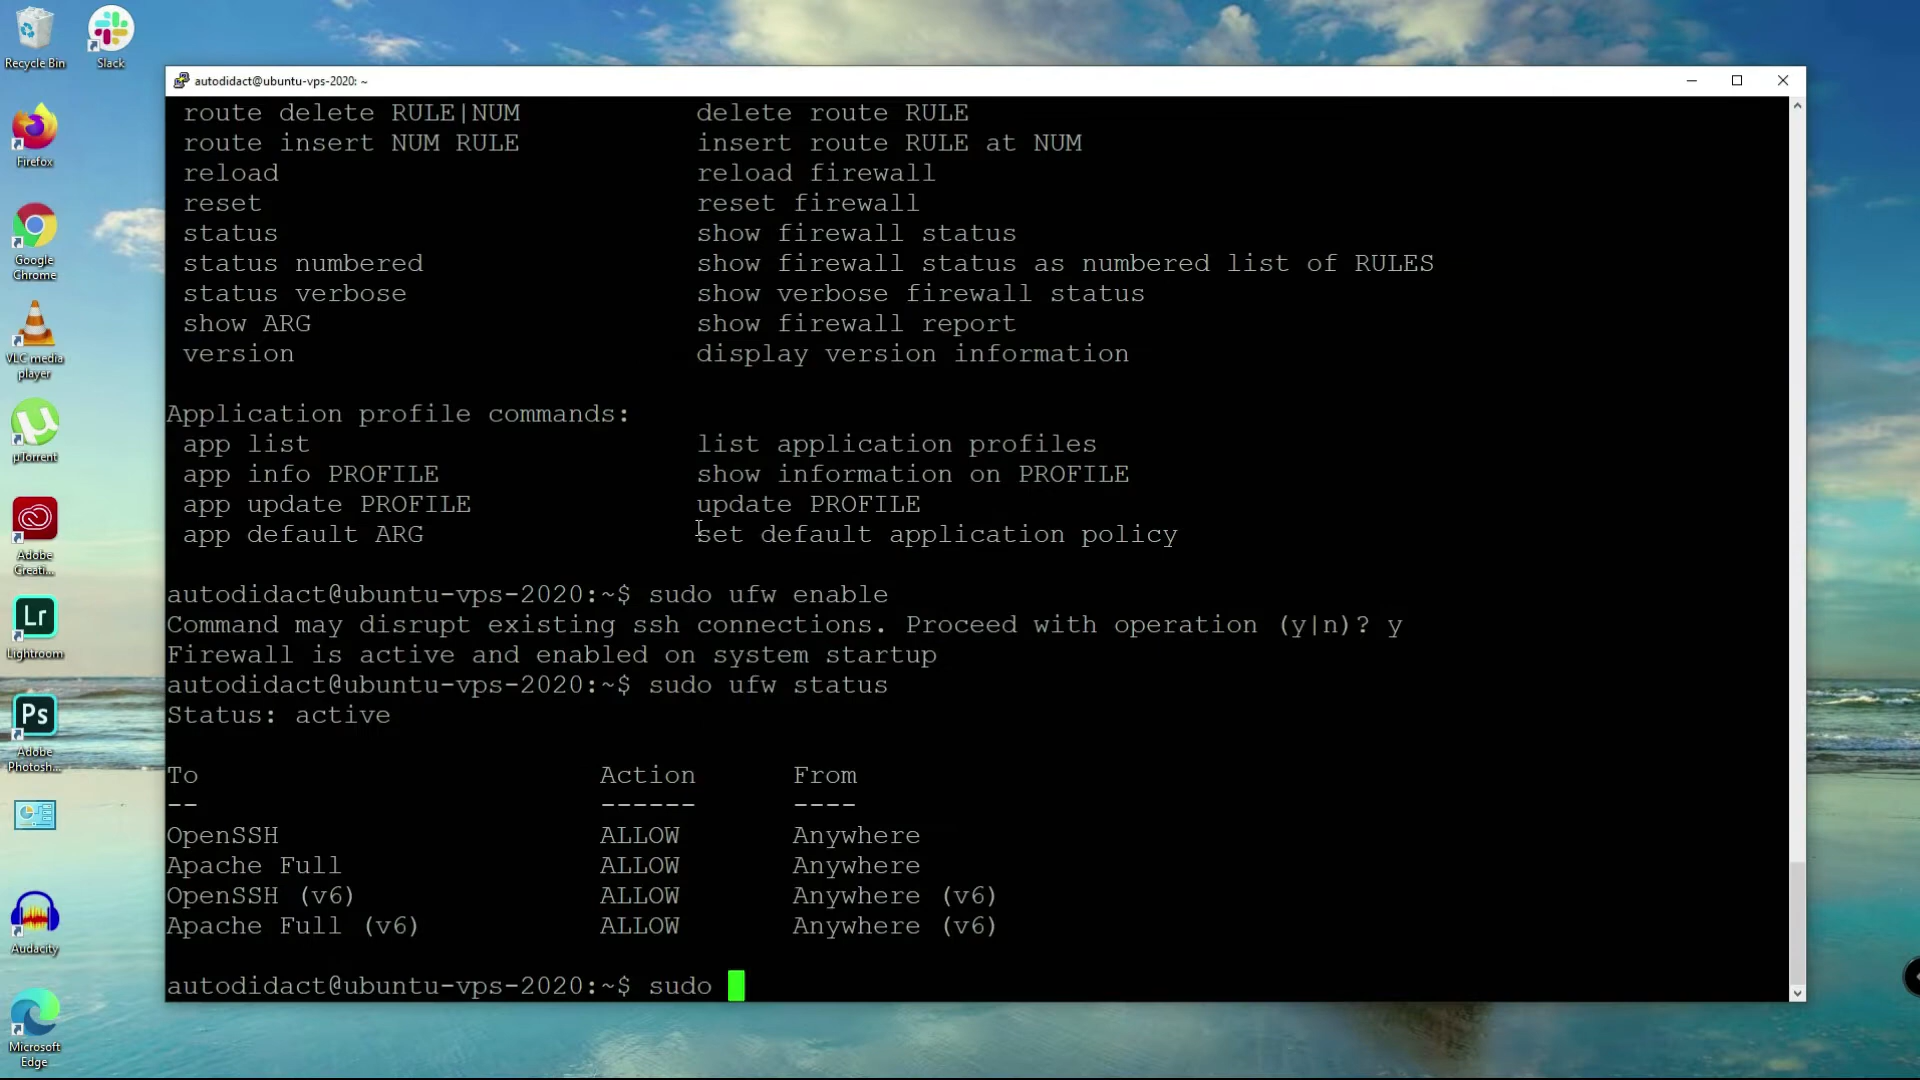 Recycle Bin
Slack
Firefox
Google
Chrome
VLC media
player
µTorrent
Adobe
Creati...
Lr
Lightroom
Ps
Adobe
Photosh...
Audacity
Microsoft
Edge
autodidact@ubuntu-vps-2020: ~
route delete RULE|NUM delete route RULE
route insert NUM RULE insert route RULE at NUM
reload reload firewall
reset reset firewall
status show firewall status
status numbered show firewall status as numbered list of RULES
status verbose show verbose firewall status
show ARG show firewall report
version display version information
Application profile commands:
app list list application profiles
app info PROFILE show information on PROFILE
app update PROFILE update PROFILE
app default ARG set default application policy
autodidact@ubuntu-vps-2020:~$ sudo ufw enable
Command may disrupt existing ssh connections. Proceed with operation (y|n)? y
Firewall is active and enabled on system startup
autodidact@ubuntu-vps-2020:~$ sudo ufw status
Status: active
To Action From
-- ------ ----
OpenSSH ALLOW Anywhere
Apache Full ALLOW Anywhere
OpenSSH (v6) ALLOW Anywhere (v6)
Apache Full (v6) ALLOW Anywhere (v6)
autodidact@ubuntu-vps-2020:~$ sudo